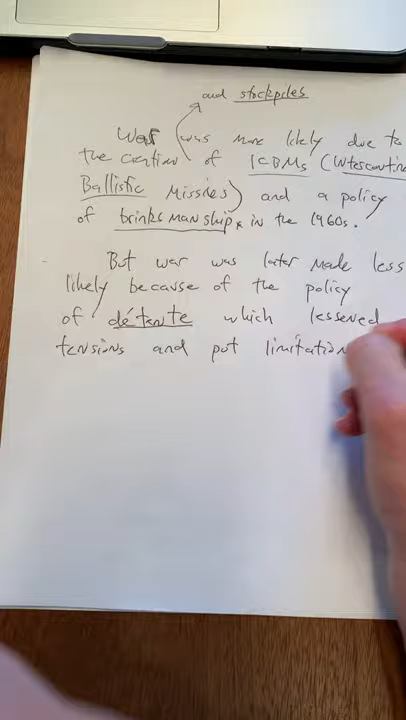 and stockpiles
War was more likely due to
the creation of ICBMs (Intercontin
Ballistic Missiles) and a policy
of brinksmanship, in the 1960s.
But war was later made less
likely because of the policy
of détente which lessened
tensions and put limitation